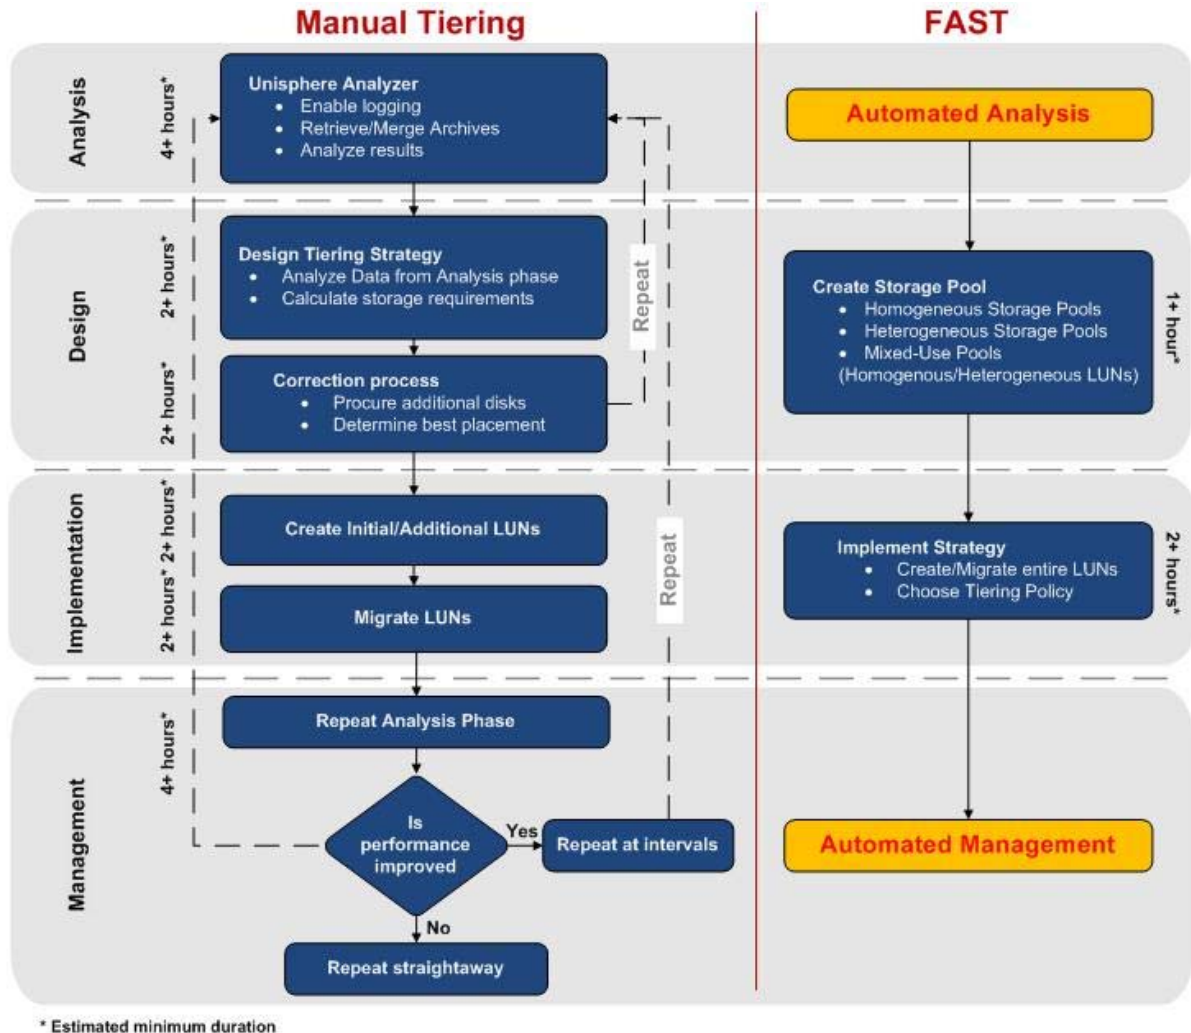 Manual Tiering
FAST
Analysis
4+ hours*
Unisphere Analyzer
• Enable logging
• Retrieve/Merge Archives
• Analyze results
Automated Analysis
Design
2+ hours*
Design Tiering Strategy
• Analyze Data from Analysis phase
• Calculate storage requirements
Repeat
Create Storage Pool
• Homogeneous Storage Pools
• Heterogeneous Storage Pools
• Mixed-Use Pools
(Homogenous/Heterogeneous LUNs)
1+ hour*
2+ hours*
Correction process
• Procure additional disks
• Determine best placement
Implementation
2+ hours*
Create Initial/Additional LUNs
2+ hours*
Migrate LUNs
Repeat
Implement Strategy
• Create/Migrate entire LUNs
• Choose Tiering Policy
2+ hours*
Management
4+ hours*
Repeat Analysis Phase
Is
performance
improved
Yes
Repeat at intervals
Automated Management
No
Repeat straightaway
* Estimated minimum duration